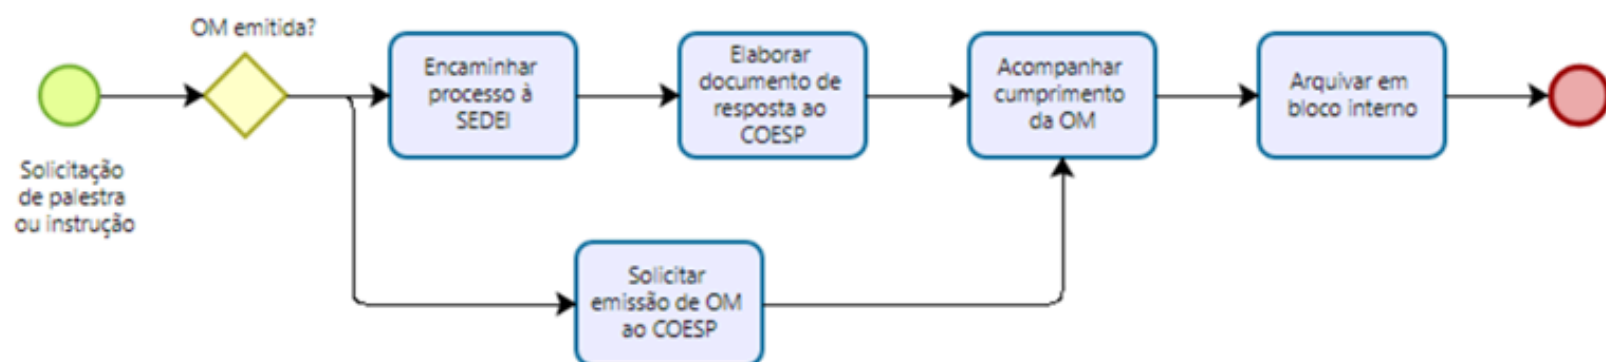 OM emitida?
Solicitação
de palestra
ou instrução
Encaminhar
processo à
SEDEI
Elaborar
documento de
resposta ao
COESP
Acompanhar
cumprimento
da OM
Arquivar em
bloco interno
Solicitar
emissão de OM
ao COESP